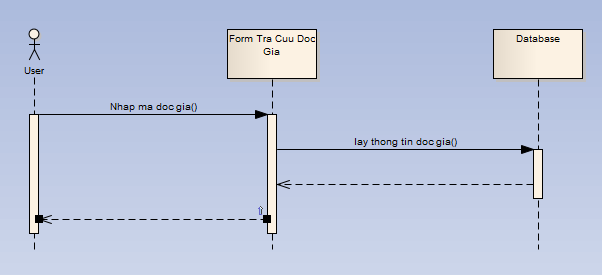 Form Tra Cuu Doc
Gia
Database
User
Nhap ma doc gia()
lay thong tin doc gia()